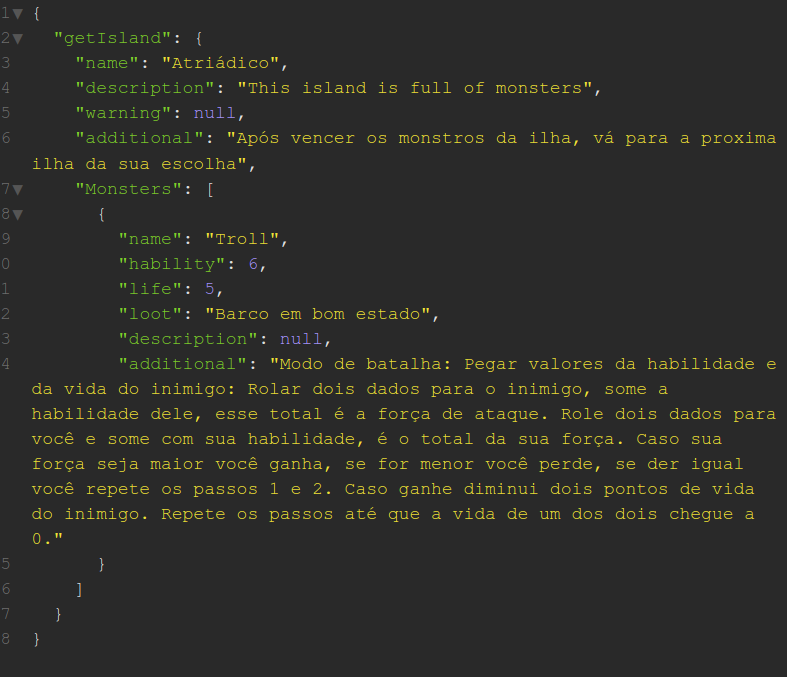 1▼ {
2▼ "getIsland": {
3 "name": "Atriádico",
4 "description": "This island is full of monsters",
5 "warning": null,
6 "additional": "Após vencer os monstros da ilha, vá para a proxima
ilha da sua escolha",
7▼ "Monsters": [
8▼ {
9 "name": "Troll",
0 "hability": 6,
1 "life": 5,
2 "loot": "Barco em bom estado",
3 "description": null,
4 "additional": "Modo de batalha: Pegar valores da habilidade e
da vida do inimigo: Rolar dois dados para o inimigo, some a
habilidade dele, esse total é a força de ataque. Role dois dados para
você e some com sua habilidade, é o total da sua força. Caso sua
força seja maior você ganha, se for menor você perde, se der igual
você repete os passos 1 e 2. Caso ganhe diminui dois pontos de vida
do inimigo. Repete os passos até que a vida de um dos dois chegue a
0."
5 }
6 ]
7 }
8 }